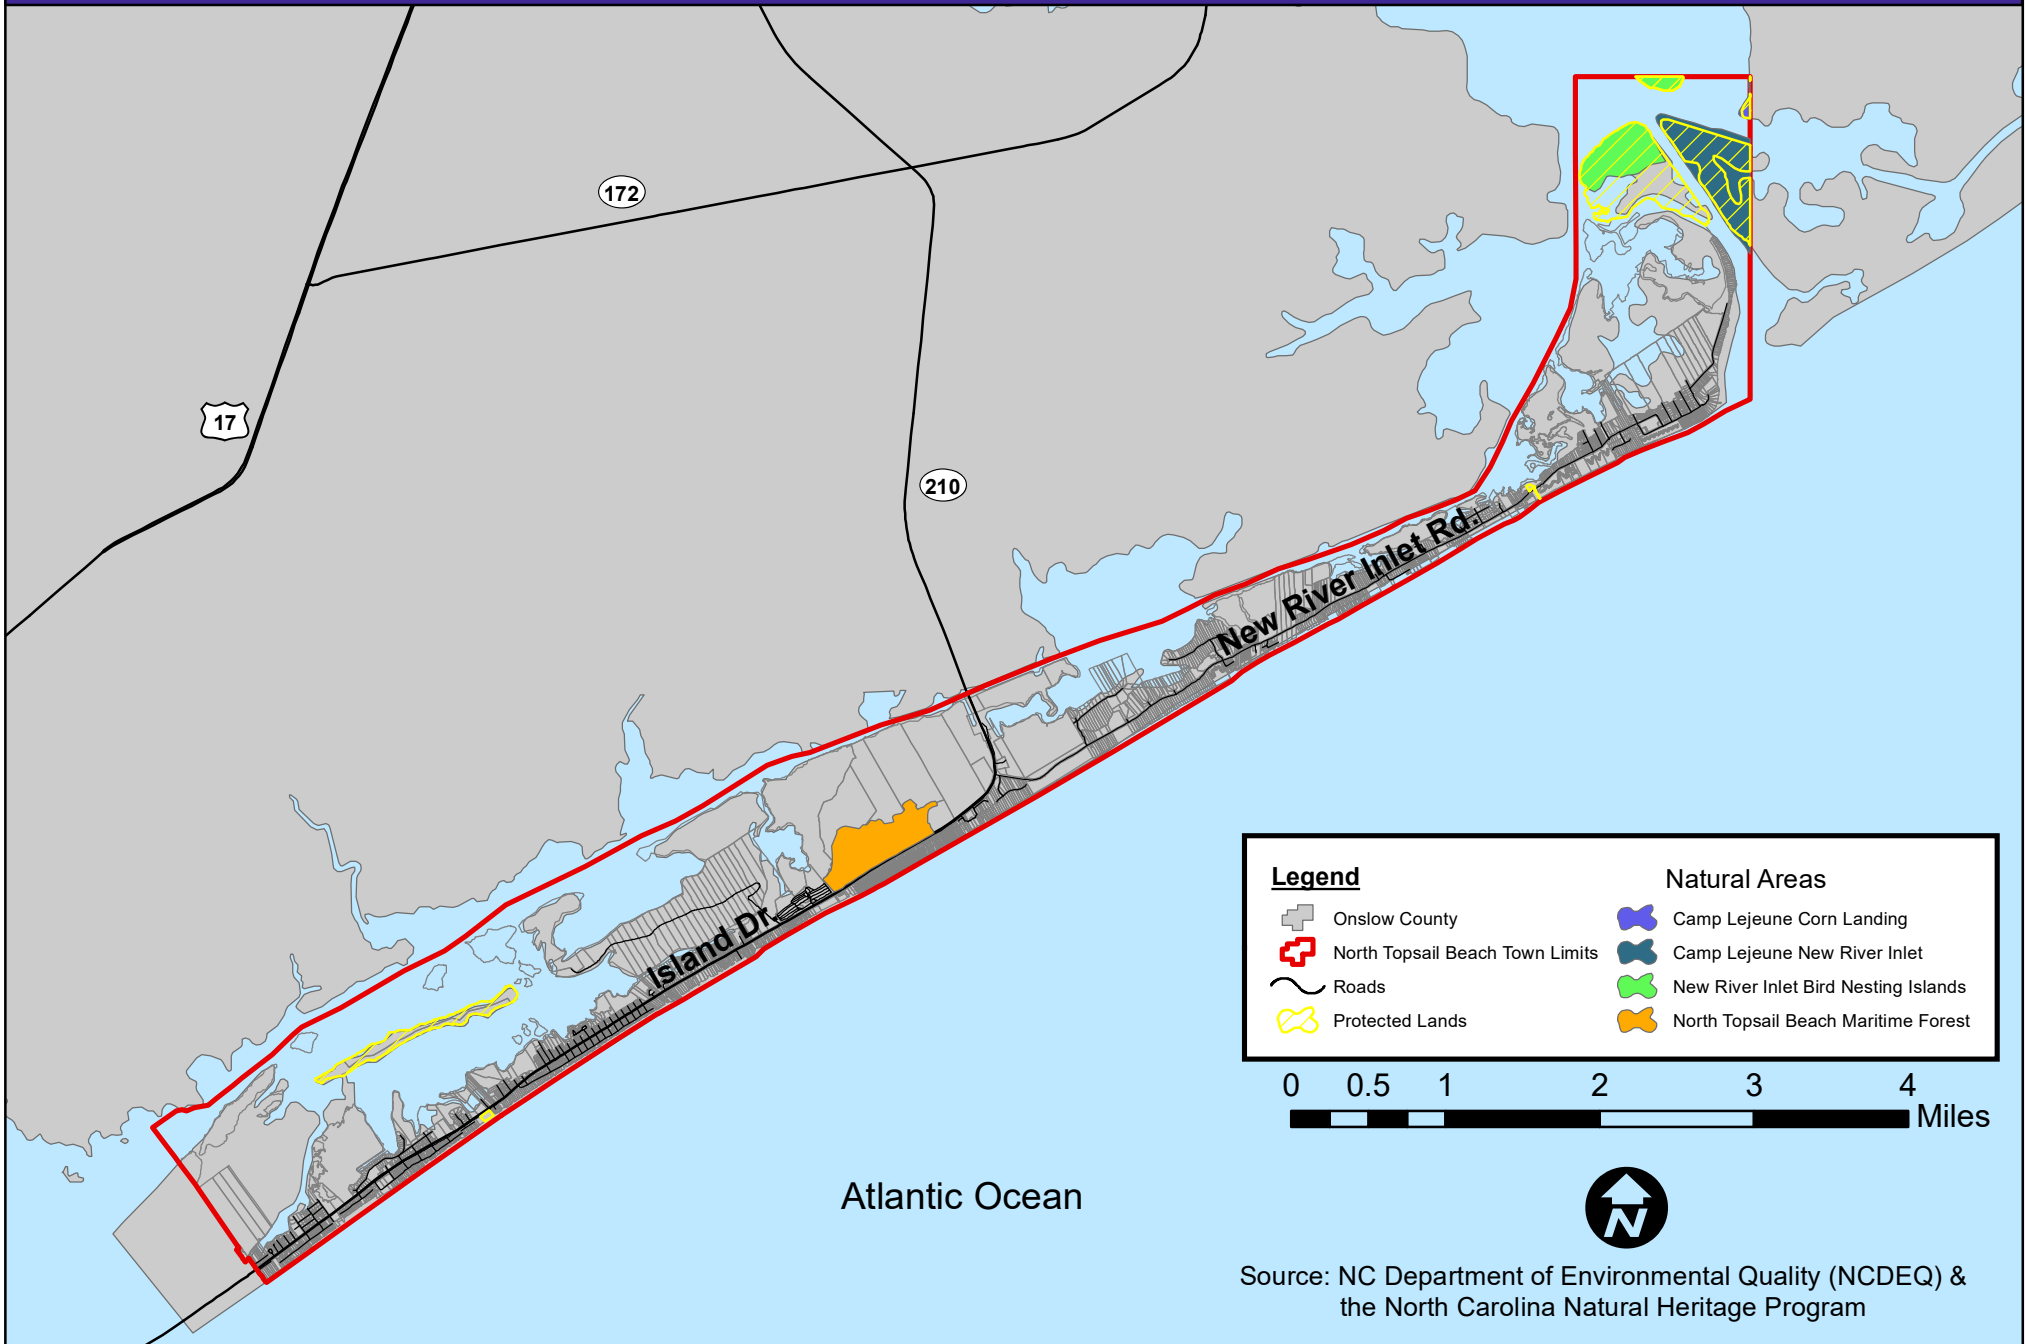 172
17
210
New River Inlet Rd.
Island Dr.
Legend
Onslow County
North Topsail Beach Town Limits
Roads
Protected Lands
Natural Areas
Camp Lejeune Corn Landing
Camp Lejeune New River Inlet
New River Inlet Bird Nesting Islands
North Topsail Beach Maritime Forest
0 0.5 1 2 3 4
Miles
Atlantic Ocean
N
Source: NC Department of Environmental Quality (NCDEQ) &
the North Carolina Natural Heritage Program